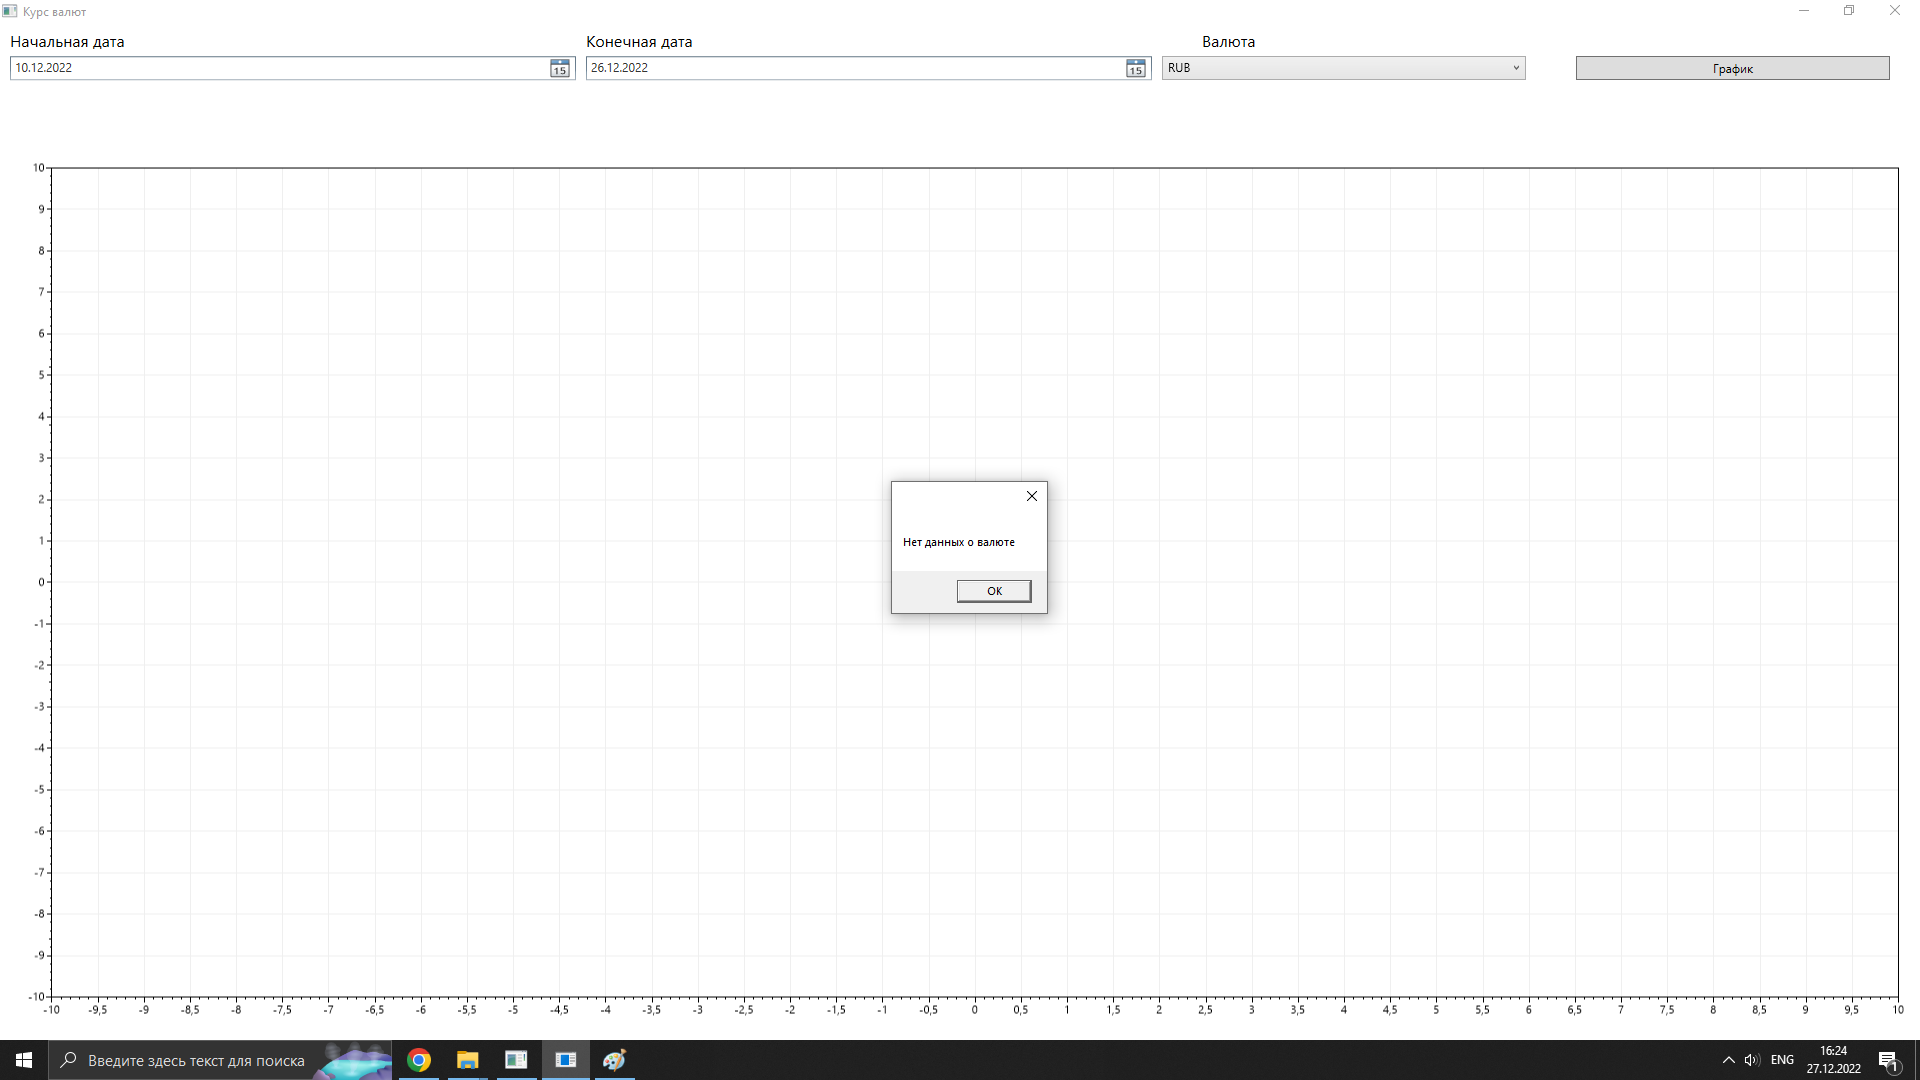 Курс валют
Начальная дата
Конечная дата
Валюта
10.12.2022
15
26.12.2022
15
RUB
График
10
9
8
7
6
5
4
3
2
1
0
-1
-2
-3
-4
-5
-6
-7
-8
-9
-10
Нет данных о валюте
OK
-10 -9,5 -9 -8,5 -8 -7,5 -7 -6,5 -6 -5,5 -5 -4,5 -4 -3,5 -3 -2,5 -2 -1,5 -1 -0,5 0 0,5 1 1,5 2 2,5 3 3,5 4 4,5 5 5,5 6 6,5 7 7,5 8 8,5 9 9,5 10
Введите здесь текст для поиска
ENG
16:24
27.12.2022
1